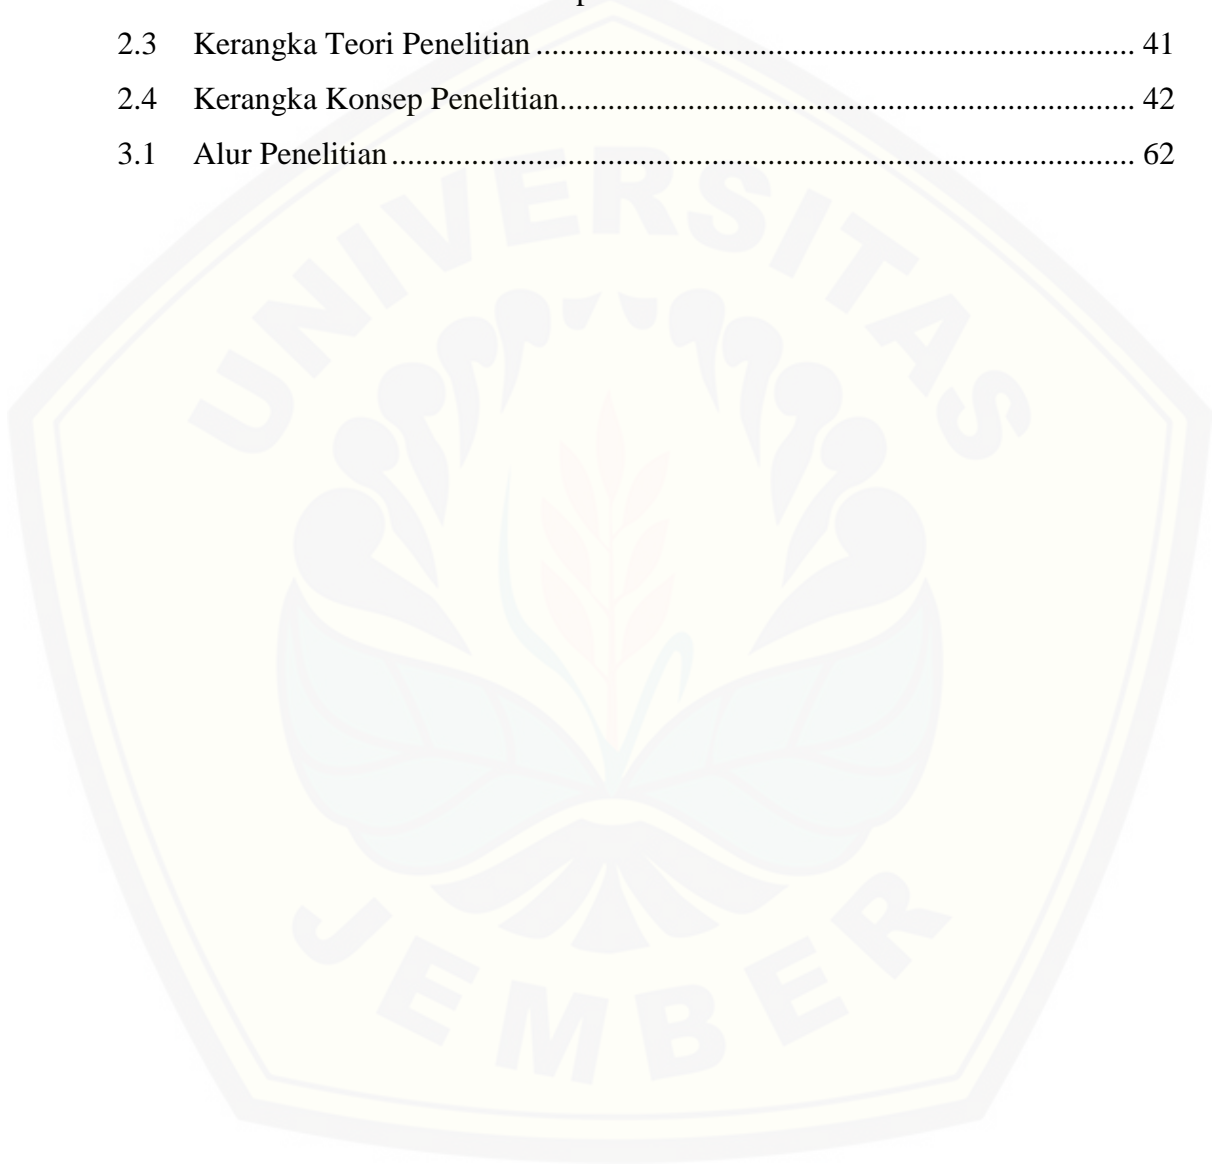 2.3 Kerangka Teori Penelitian ........................................................................... 41
2.4 Kerangka Konsep Penelitian........................................................................ 42
3.1 Alur Penelitian ............................................................................................. 62
UNIVERSITAS
JEMBER